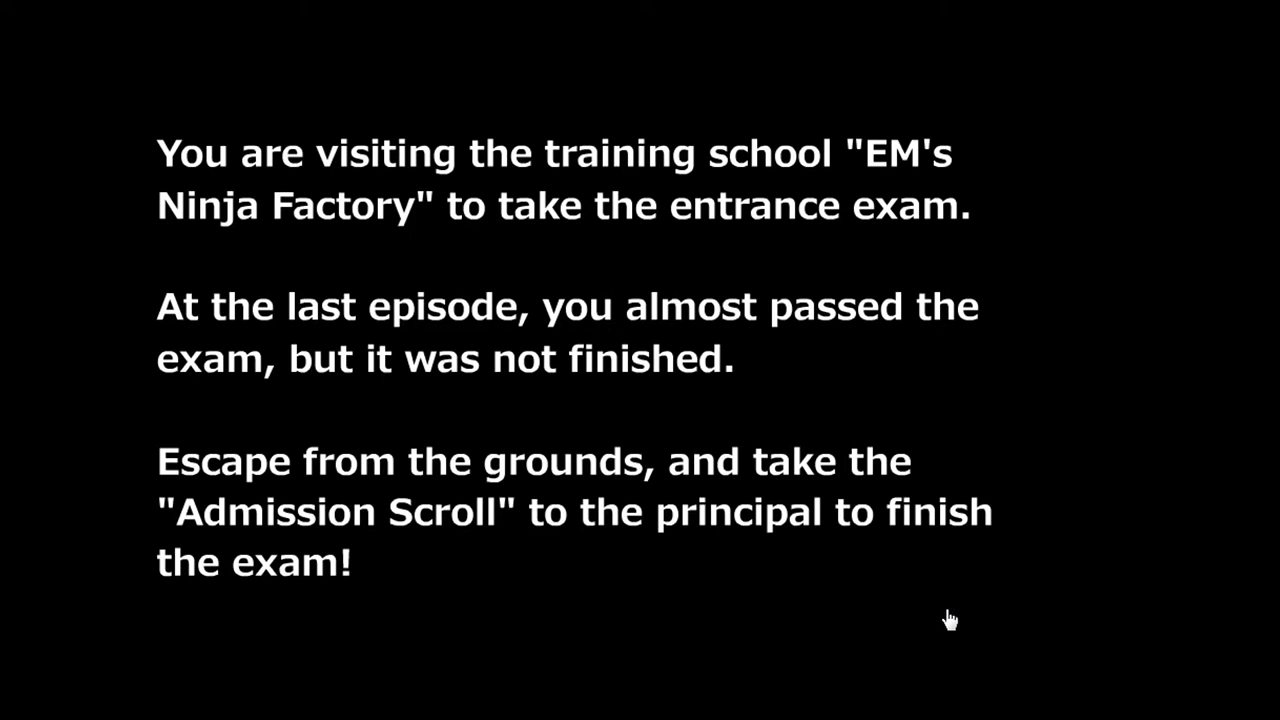 You are visiting the training school "EM's
Ninja Factory" to take the entrance exam.
At the last episode, you almost passed the
exam, but it was not finished.
Escape from the grounds, and take the
"Admission Scroll" to the principal to finish
the exam!